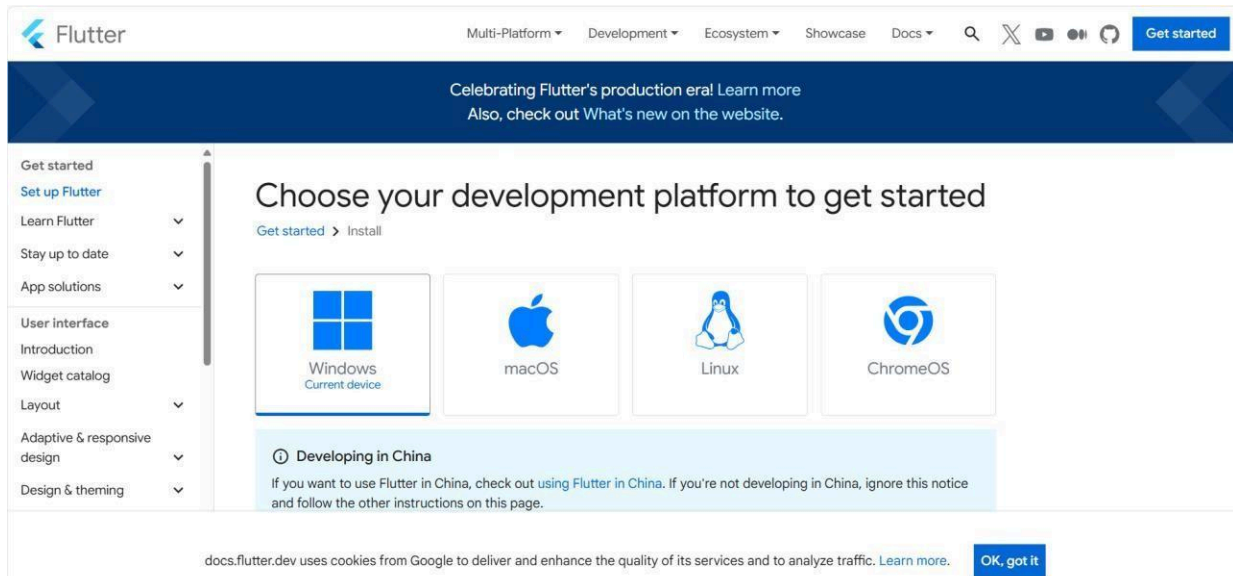 Flutter
Multi-Platform Development Ecosystem Showcase Docs Get started
Celebrating Flutter's production era! Learn more
Also, check out What's new on the website.
Get started
Set up Flutter
Learn Flutter
Stay up to date
App solutions
User interface
Introduction
Widget catalog
Layout
Adaptive & responsive
design
Design & theming
Choose your development platform to get started
Get started > Install
Windows
Current device
macOS
Linux
ChromeOS
Developing in China
If you want to use Flutter in China, check out using Flutter in China. If you're not developing in China, ignore this notice
and follow the other instructions on this page.
docs.flutter.dev uses cookies from Google to deliver and enhance the quality of its services and to analyze traffic. Learn more. OK, got it